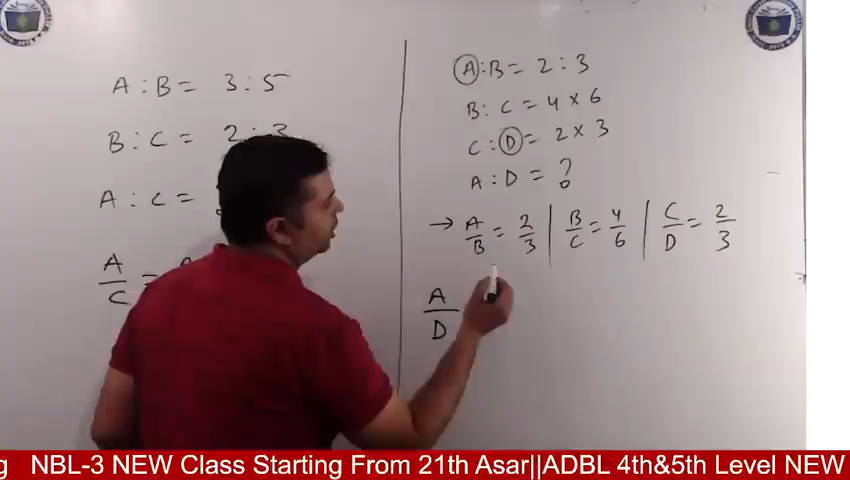 A : B = 3 : 5
B : C = 2 : 3
A : C =
A/C =
A : B = 2 : 3
B : C = 4 × 6
C : D = 2 × 3
A : D = ?
→ A/B = 2/3 | B/C = 4/6 | C/D = 2/3
A/D
NBL-3 NEW Class Starting From 21th Asar||ADBL 4th&5th Level NEW